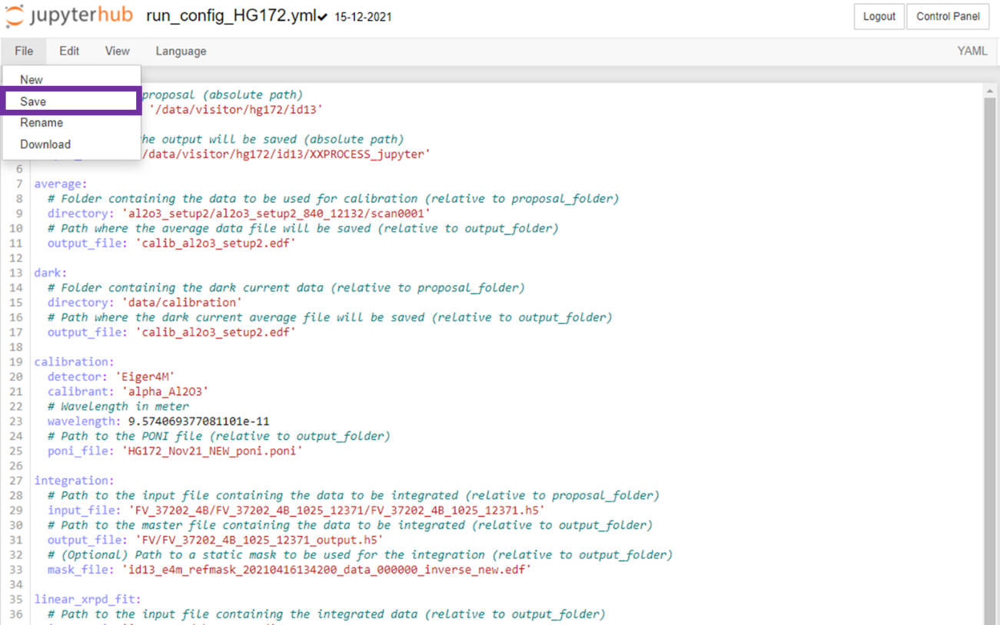 jupyterhub run_config_HG172.yml✔ 15-12-2021 Logout Control Panel
File Edit View Language YAML
New
Save
Rename
Download
proposal (absolute path)
'/data/visitor/hg172/id13'
he output will be saved (absolute path)
/data/visitor/hg172/id13/XXPROCESS_jupyter'
6
7 average:
8 # Folder containing the data to be used for calibration (relative to proposal_folder)
9 directory: 'al2o3_setup2/al2o3_setup2_840_12132/scan0001'
10 # Path where the average data file will be saved (relative to output_folder)
11 output_file: 'calib_al2o3_setup2.edf'
12
13 dark:
14 # Folder containing the dark current data (relative to proposal_folder)
15 directory: 'data/calibration'
16 # Path where the dark current average file will be saved (relative to output_folder)
17 output_file: 'calib_al2o3_setup2.edf'
18
19 calibration:
20 detector: 'Eiger4M'
21 calibrant: 'alpha_Al2O3'
22 # Wavelength in meter
23 wavelength: 9.574069377081101e-11
24 # Path to the PONI file (relative to output_folder)
25 poni_file: 'HG172_Nov21_NEW_poni.poni'
26
27 integration:
28 # Path to the input file containing the data to be integrated (relative to proposal_folder)
29 input_file: 'FV_37202_4B/FV_37202_4B_1025_12371/FV_37202_4B_1025_12371.h5'
30 # Path to the master file containing the data to be integrated (relative to output_folder)
31 output_file: 'FV/FV_37202_4B_1025_12371_output.h5'
32 # (Optional) Path to a static mask to be used for the integration (relative to output_folder)
33 mask_file: 'id13_e4m_refmask_20210416134200_data_000000_inverse_new.edf'
34
35 linear_xrpd_fit:
36 # Path to the input file containing the integrated data (relative to output_folder)